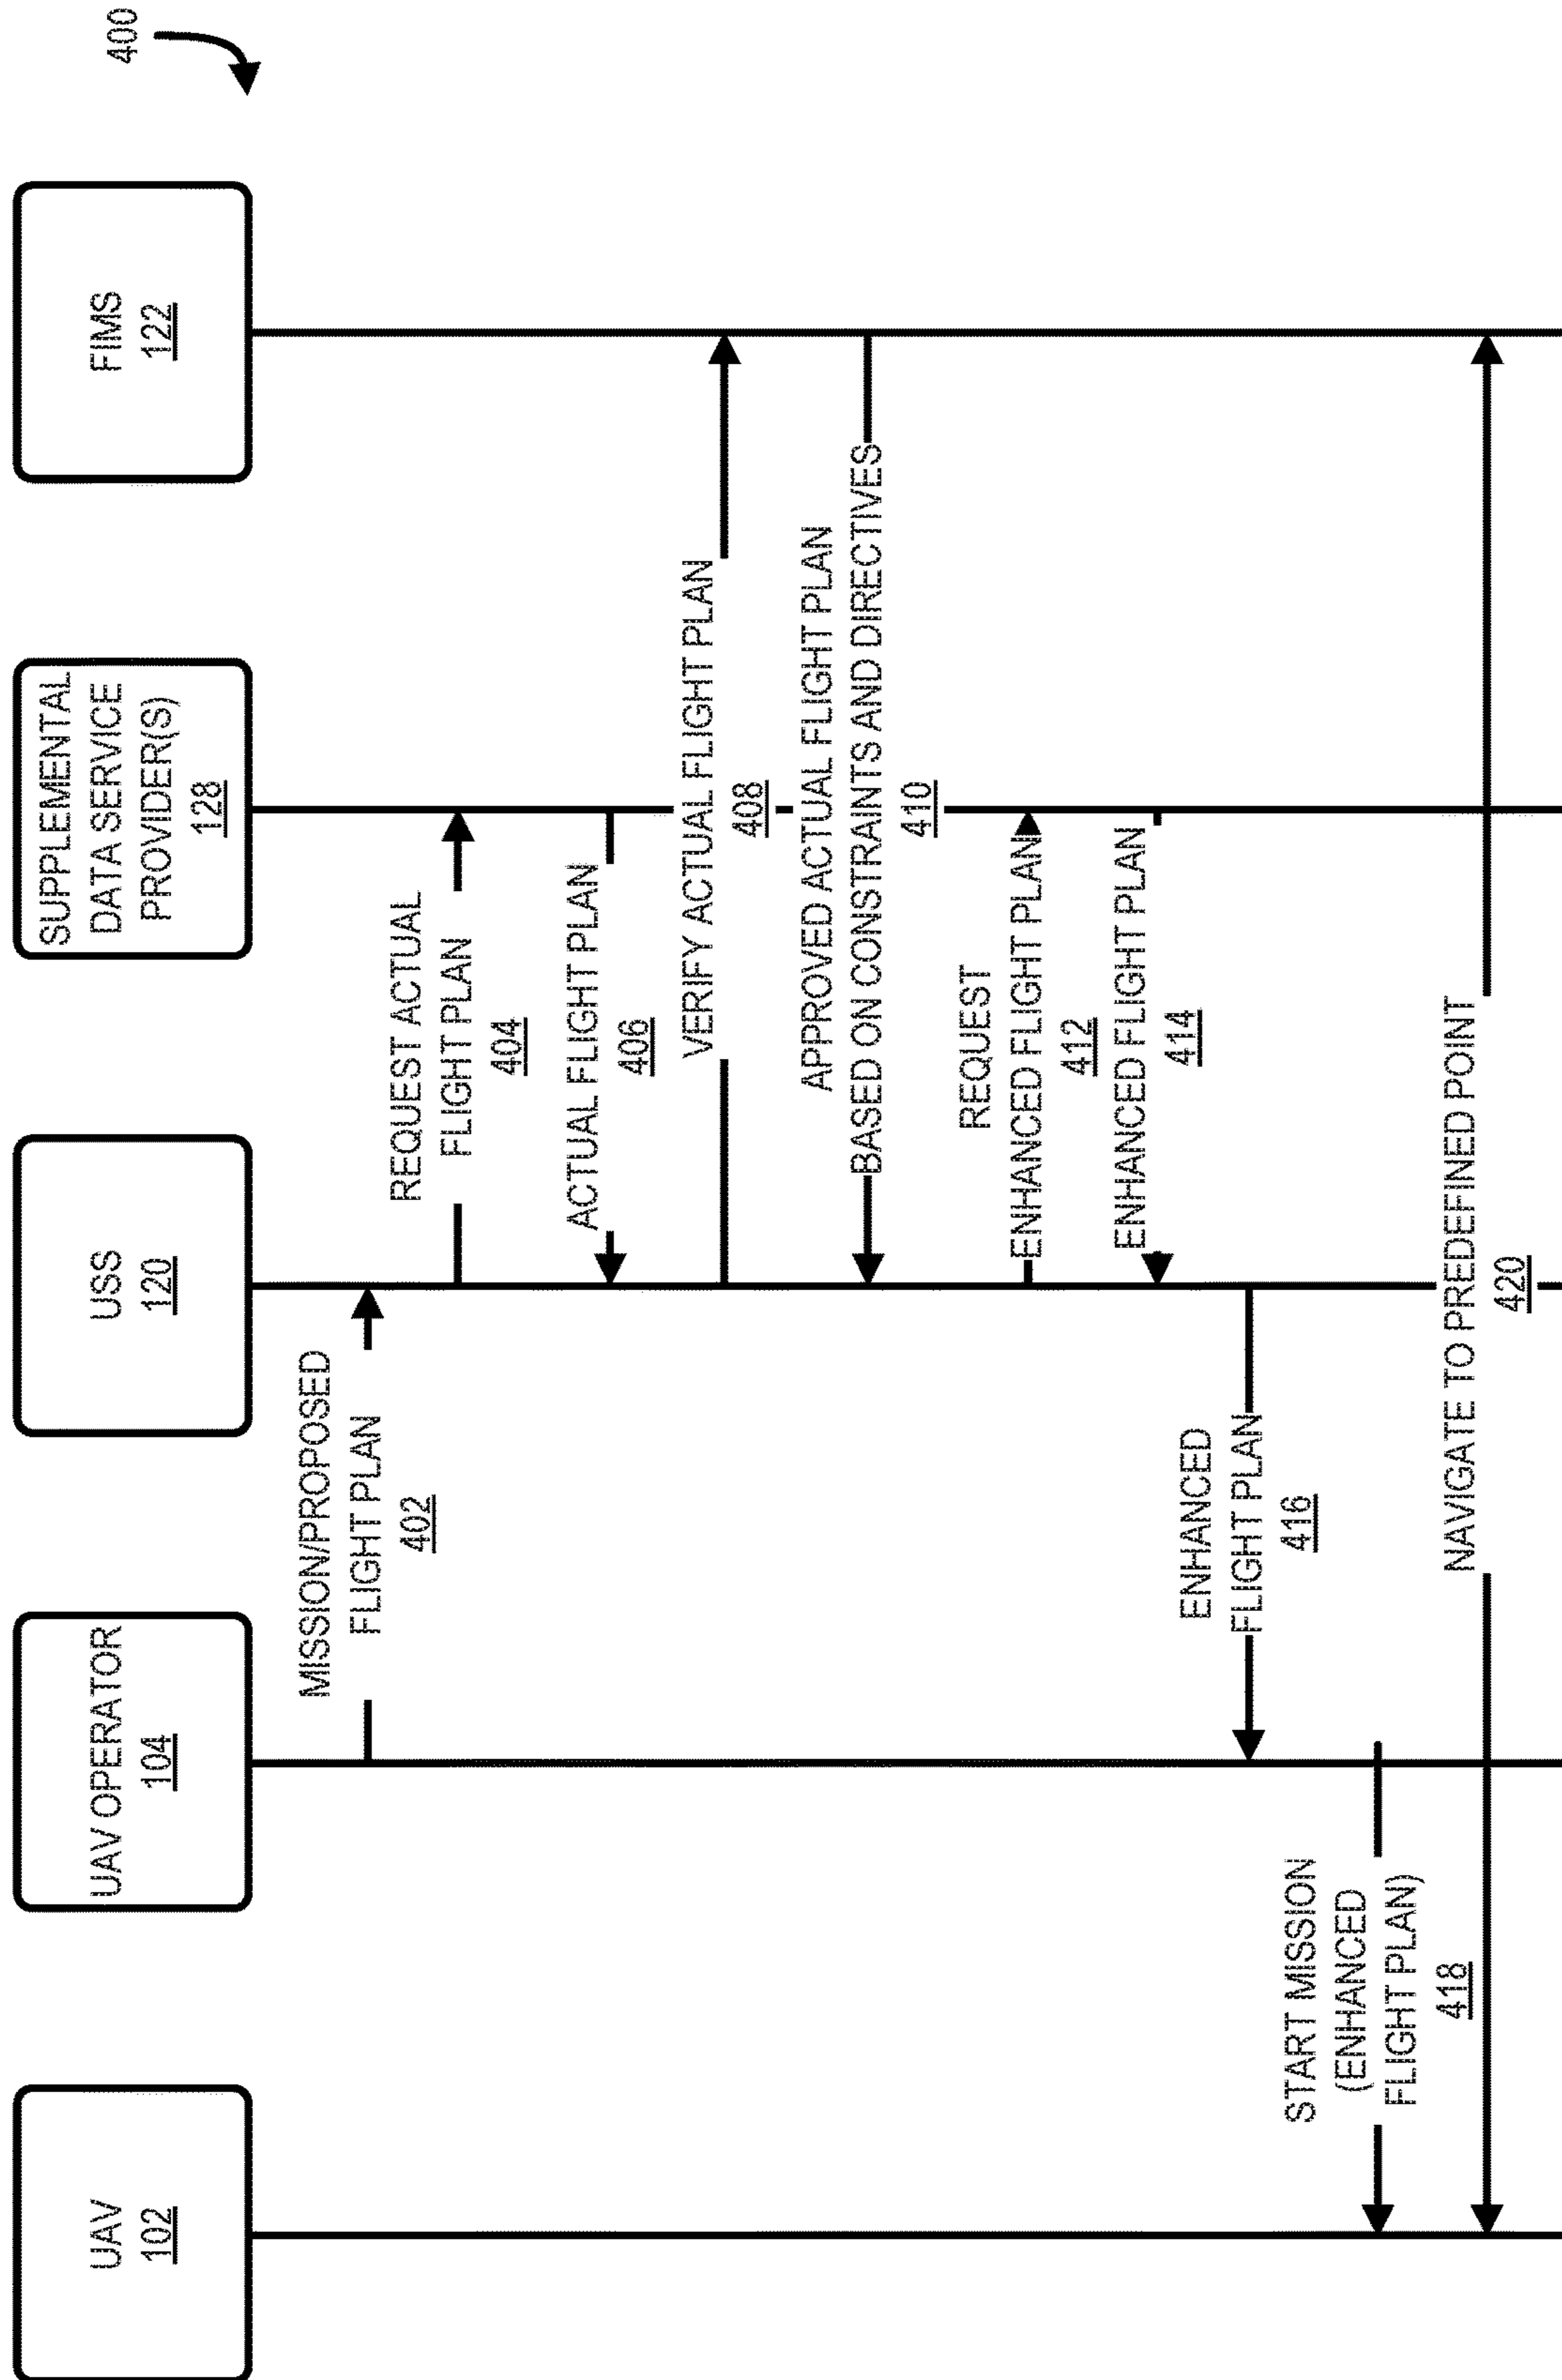 400
UAV
102
UAV OPERATOR
104
USS
120
SUPPLEMENTAL
DATA SERVICE
PROVIDER(S)
128
FIMS
122
MISSION/PROPOSED
FLIGHT PLAN
402
REQUEST ACTUAL
FLIGHT PLAN
404
ACTUAL FLIGHT PLAN
406
VERIFY ACTUAL FLIGHT PLAN
408
APPROVED ACTUAL FLIGHT PLAN
BASED ON CONSTRAINTS AND DIRECTIVES
410
REQUEST
ENHANCED FLIGHT PLAN
412
ENHANCED FLIGHT PLAN
414
ENHANCED
FLIGHT PLAN
416
START MISSION
(ENHANCED
FLIGHT PLAN)
418
NAVIGATE TO PREDEFINED POINT
420